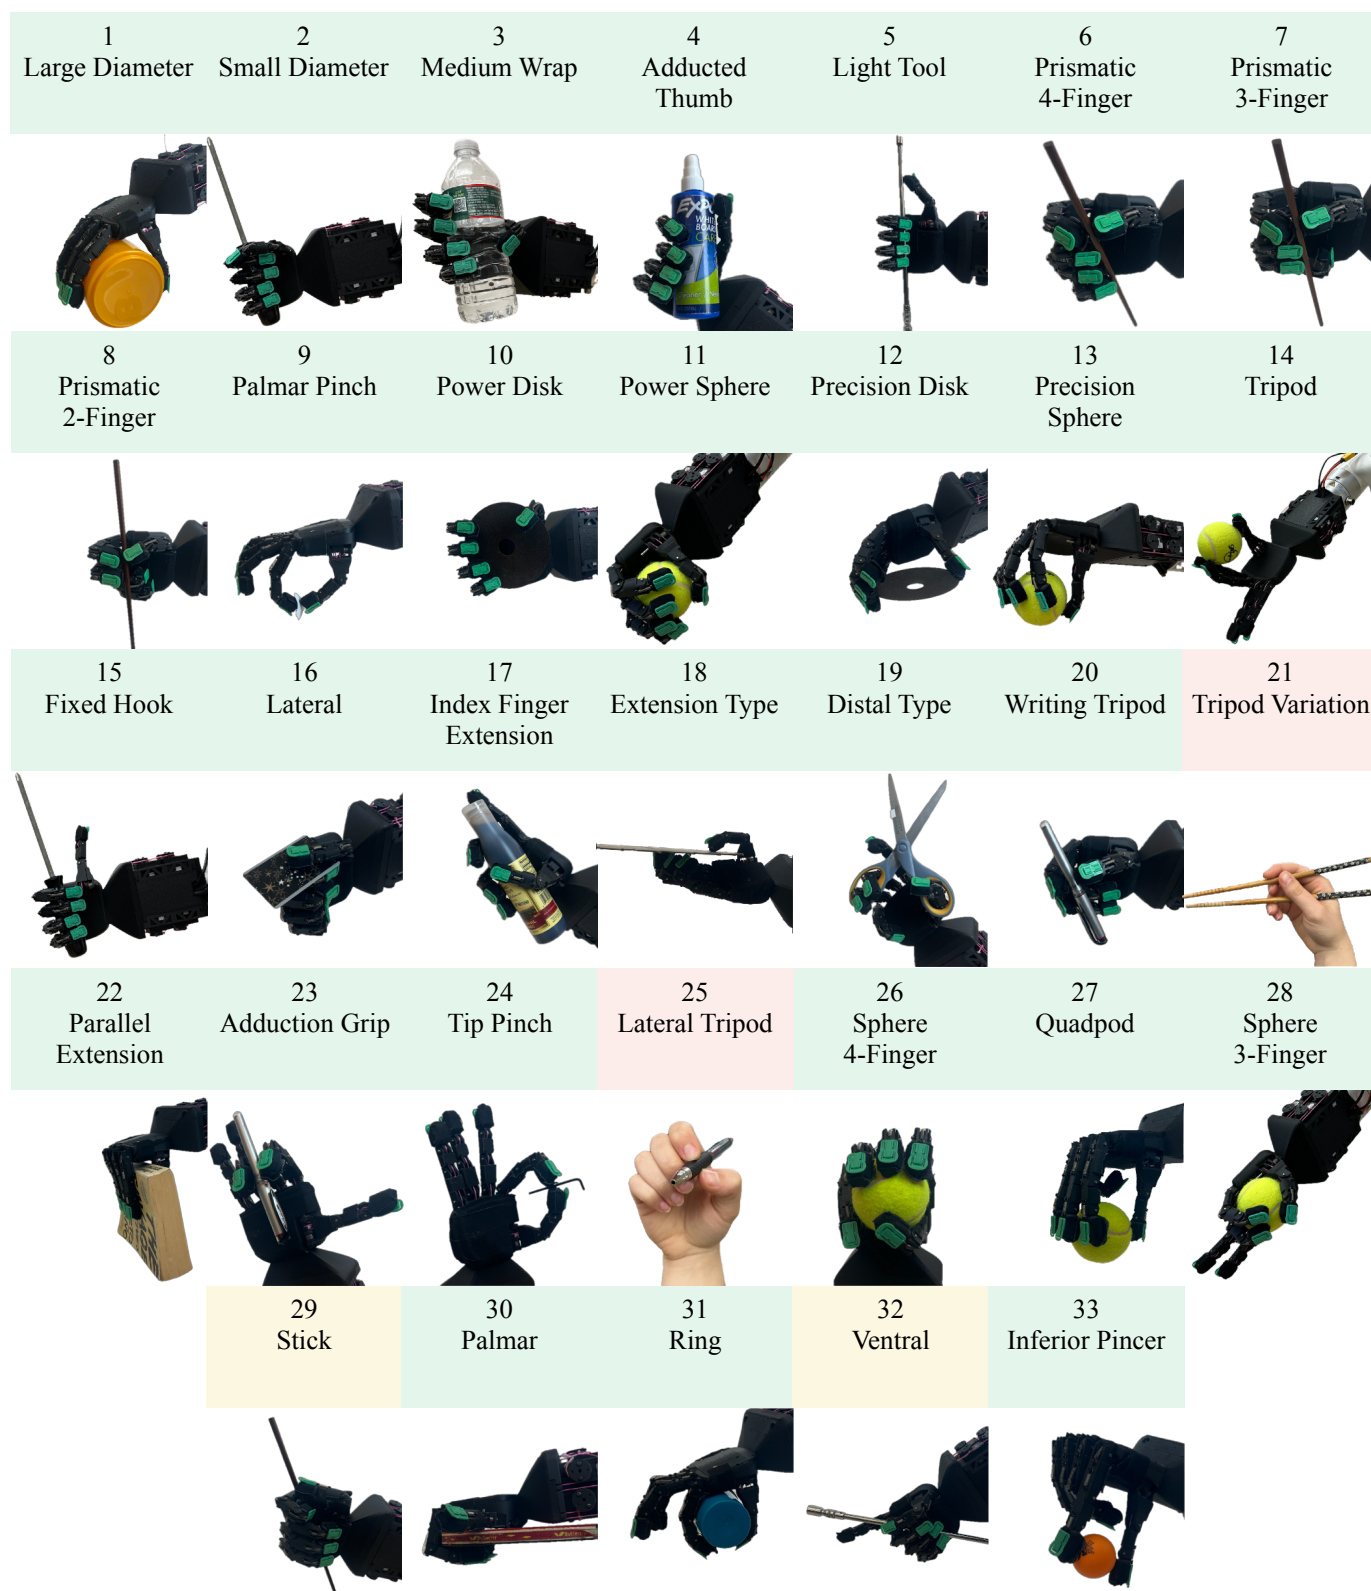 1
Large Diameter
2
Small Diameter
3
Medium Wrap
4
Adducted
Thumb
5
Light Tool
6
Prismatic
4-Finger
7
Prismatic
3-Finger
EXPO
WHI
BOAR
CAR
8
Prismatic
2-Finger
9
Palmar Pinch
10
Power Disk
11
Power Sphere
12
Precision Disk
13
Precision
Sphere
14
Tripod
15
Fixed Hook
16
Lateral
17
Index Finger
Extension
18
Extension Type
19
Distal Type
20
Writing Tripod
21
Tripod Variation
22
Parallel
Extension
23
Adduction Grip
24
Tip Pinch
25
Lateral Tripod
26
Sphere
4-Finger
27
Quadpod
28
Sphere
3-Finger
29
Stick
30
Palmar
31
Ring
32
Ventral
33
Inferior Pincer